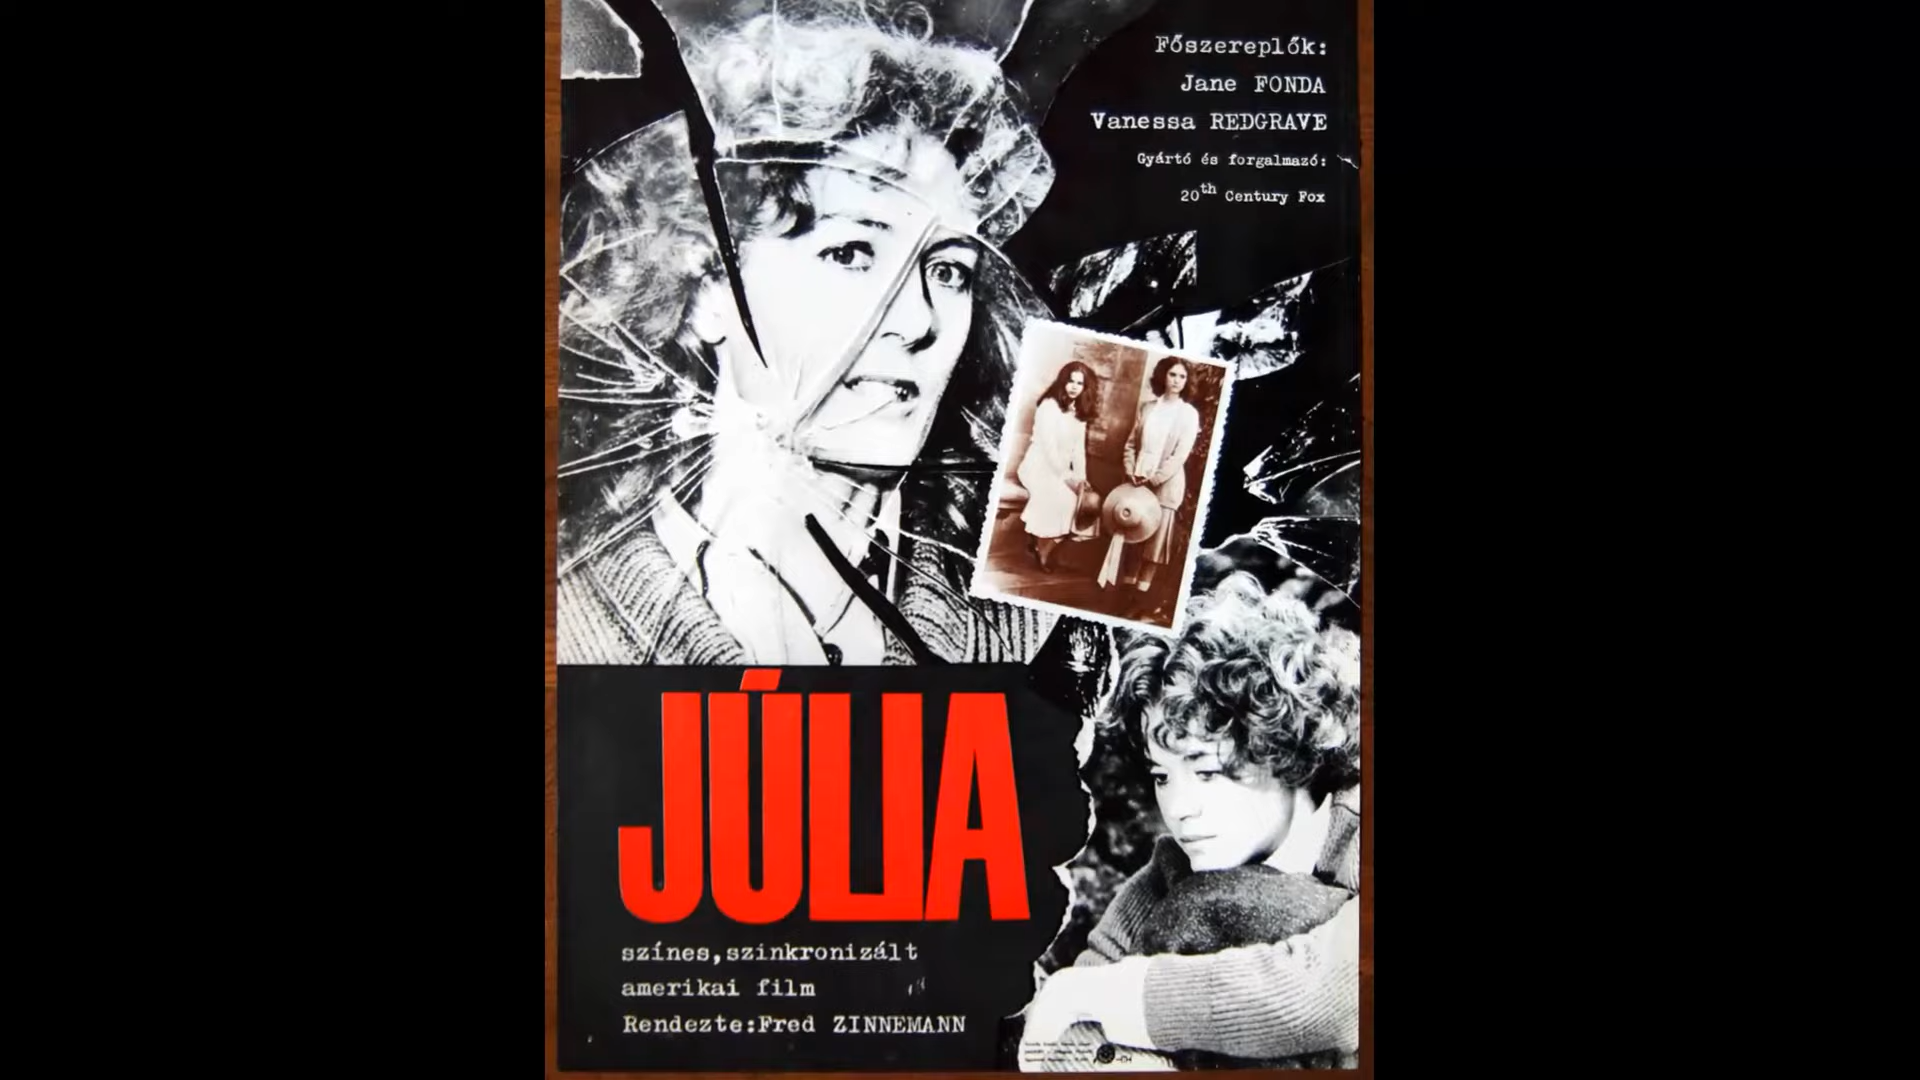 Főszereplők:
Jane FONDA
Vanessa REDGRAVE
Gyártó és forgalmazó:
20th Century Fox
JÚLIA
színes,szinkronizált
amerikai film
Rendezte:Fred ZINNEMANN